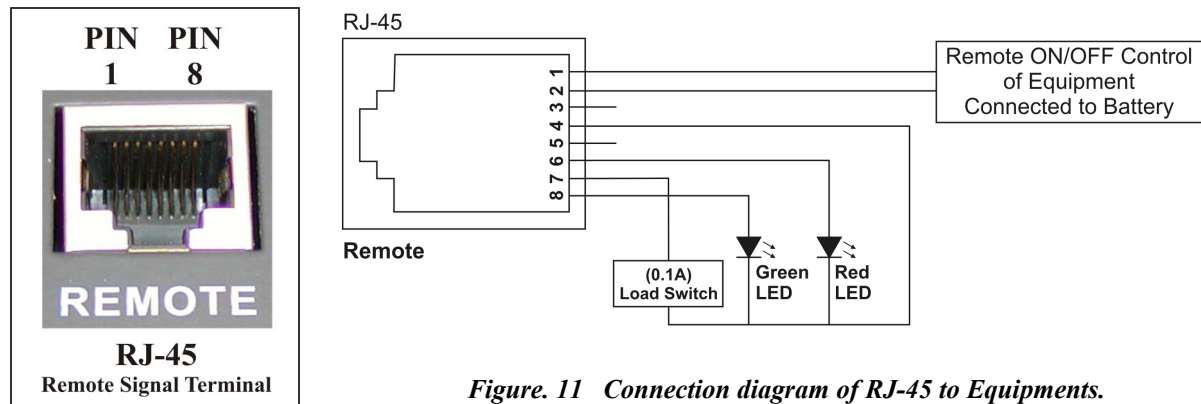 PIN PIN
1 8
REMOTE
RJ-45
Remote Signal Terminal
RJ-45
1
2
3
4
5
6
7
8
Remote
Remote ON/OFF Control
of Equipment
Connected to Battery
(0.1A)
Load Switch
Green
LED
Red
LED
Figure. 11 Connection diagram of RJ-45 to Equipments.